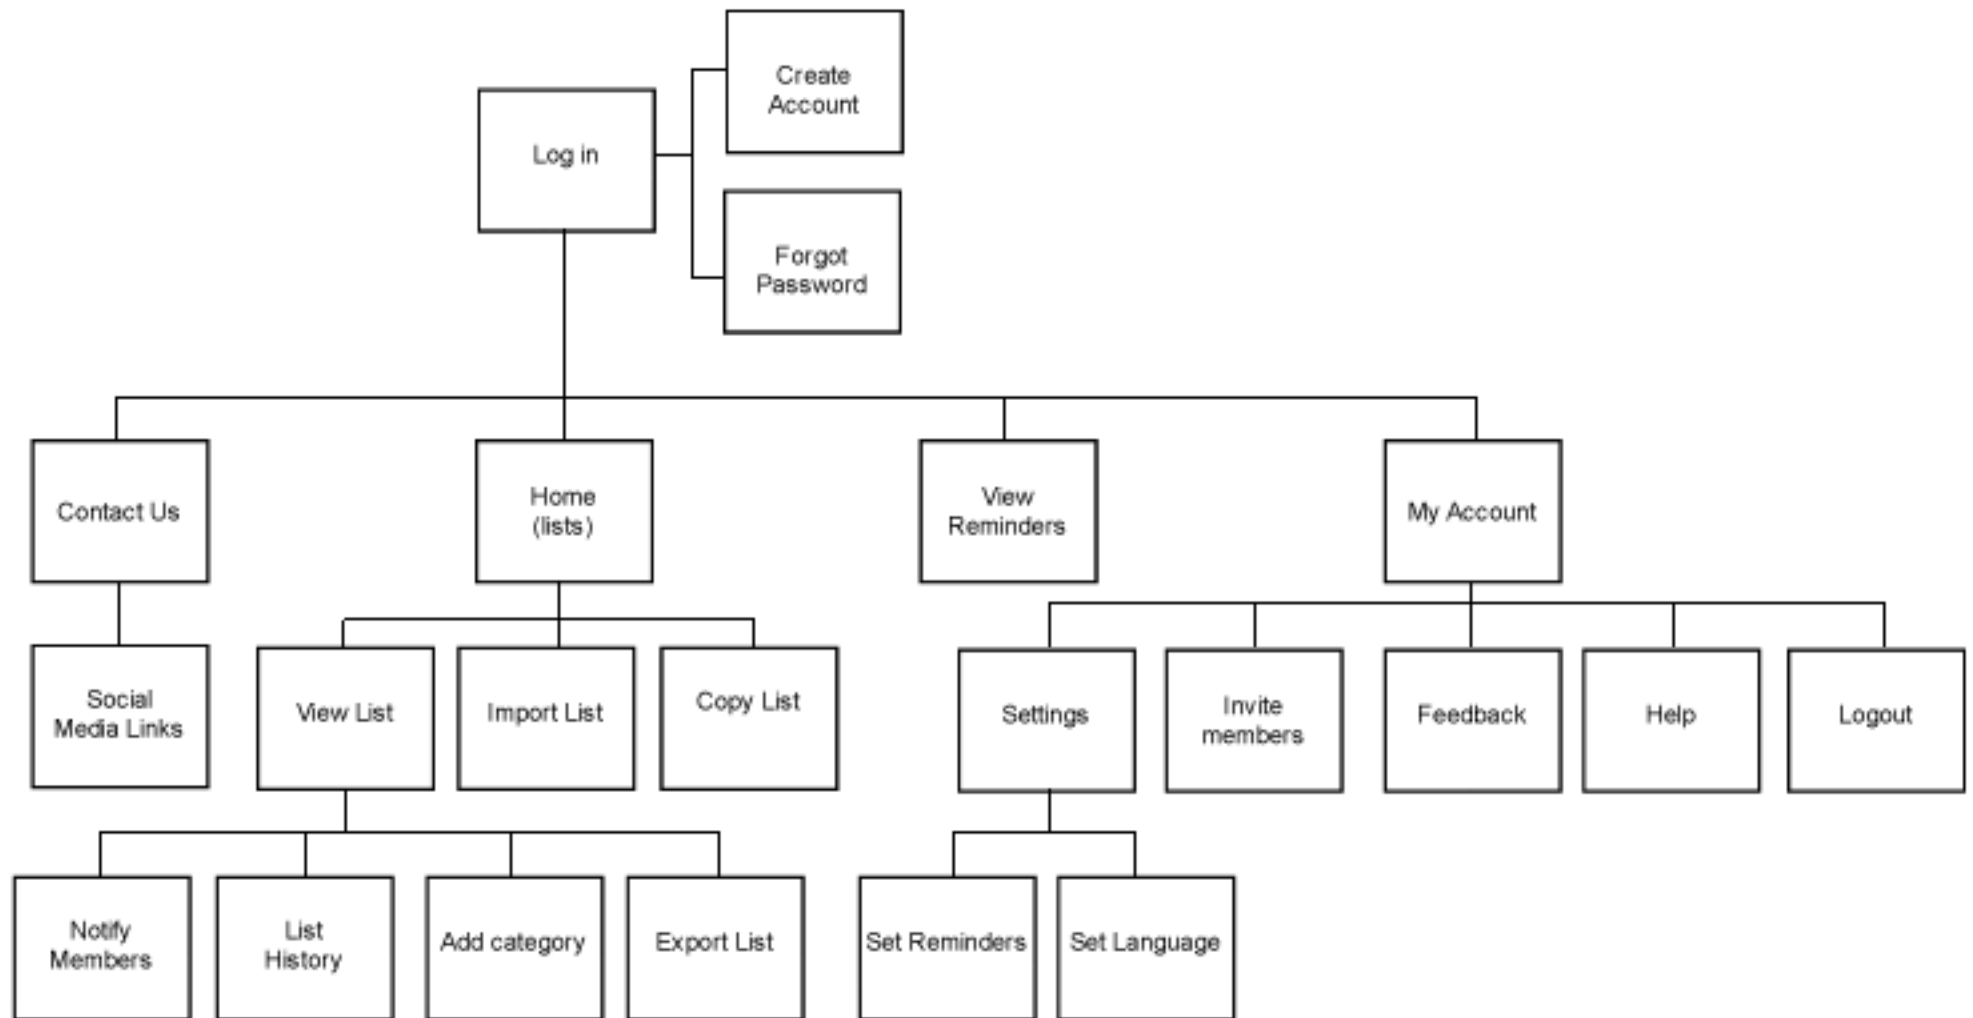 Create
Account
Log in
Forgot
Password
Contact Us
Home
(lists)
View
Reminders
My Account
Social
Media Links
View List
Import List
Copy List
Settings
Invite
members
Feedback
Help
Logout
Notify
Members
List
History
Add category
Export List
Set Reminders
Set Language